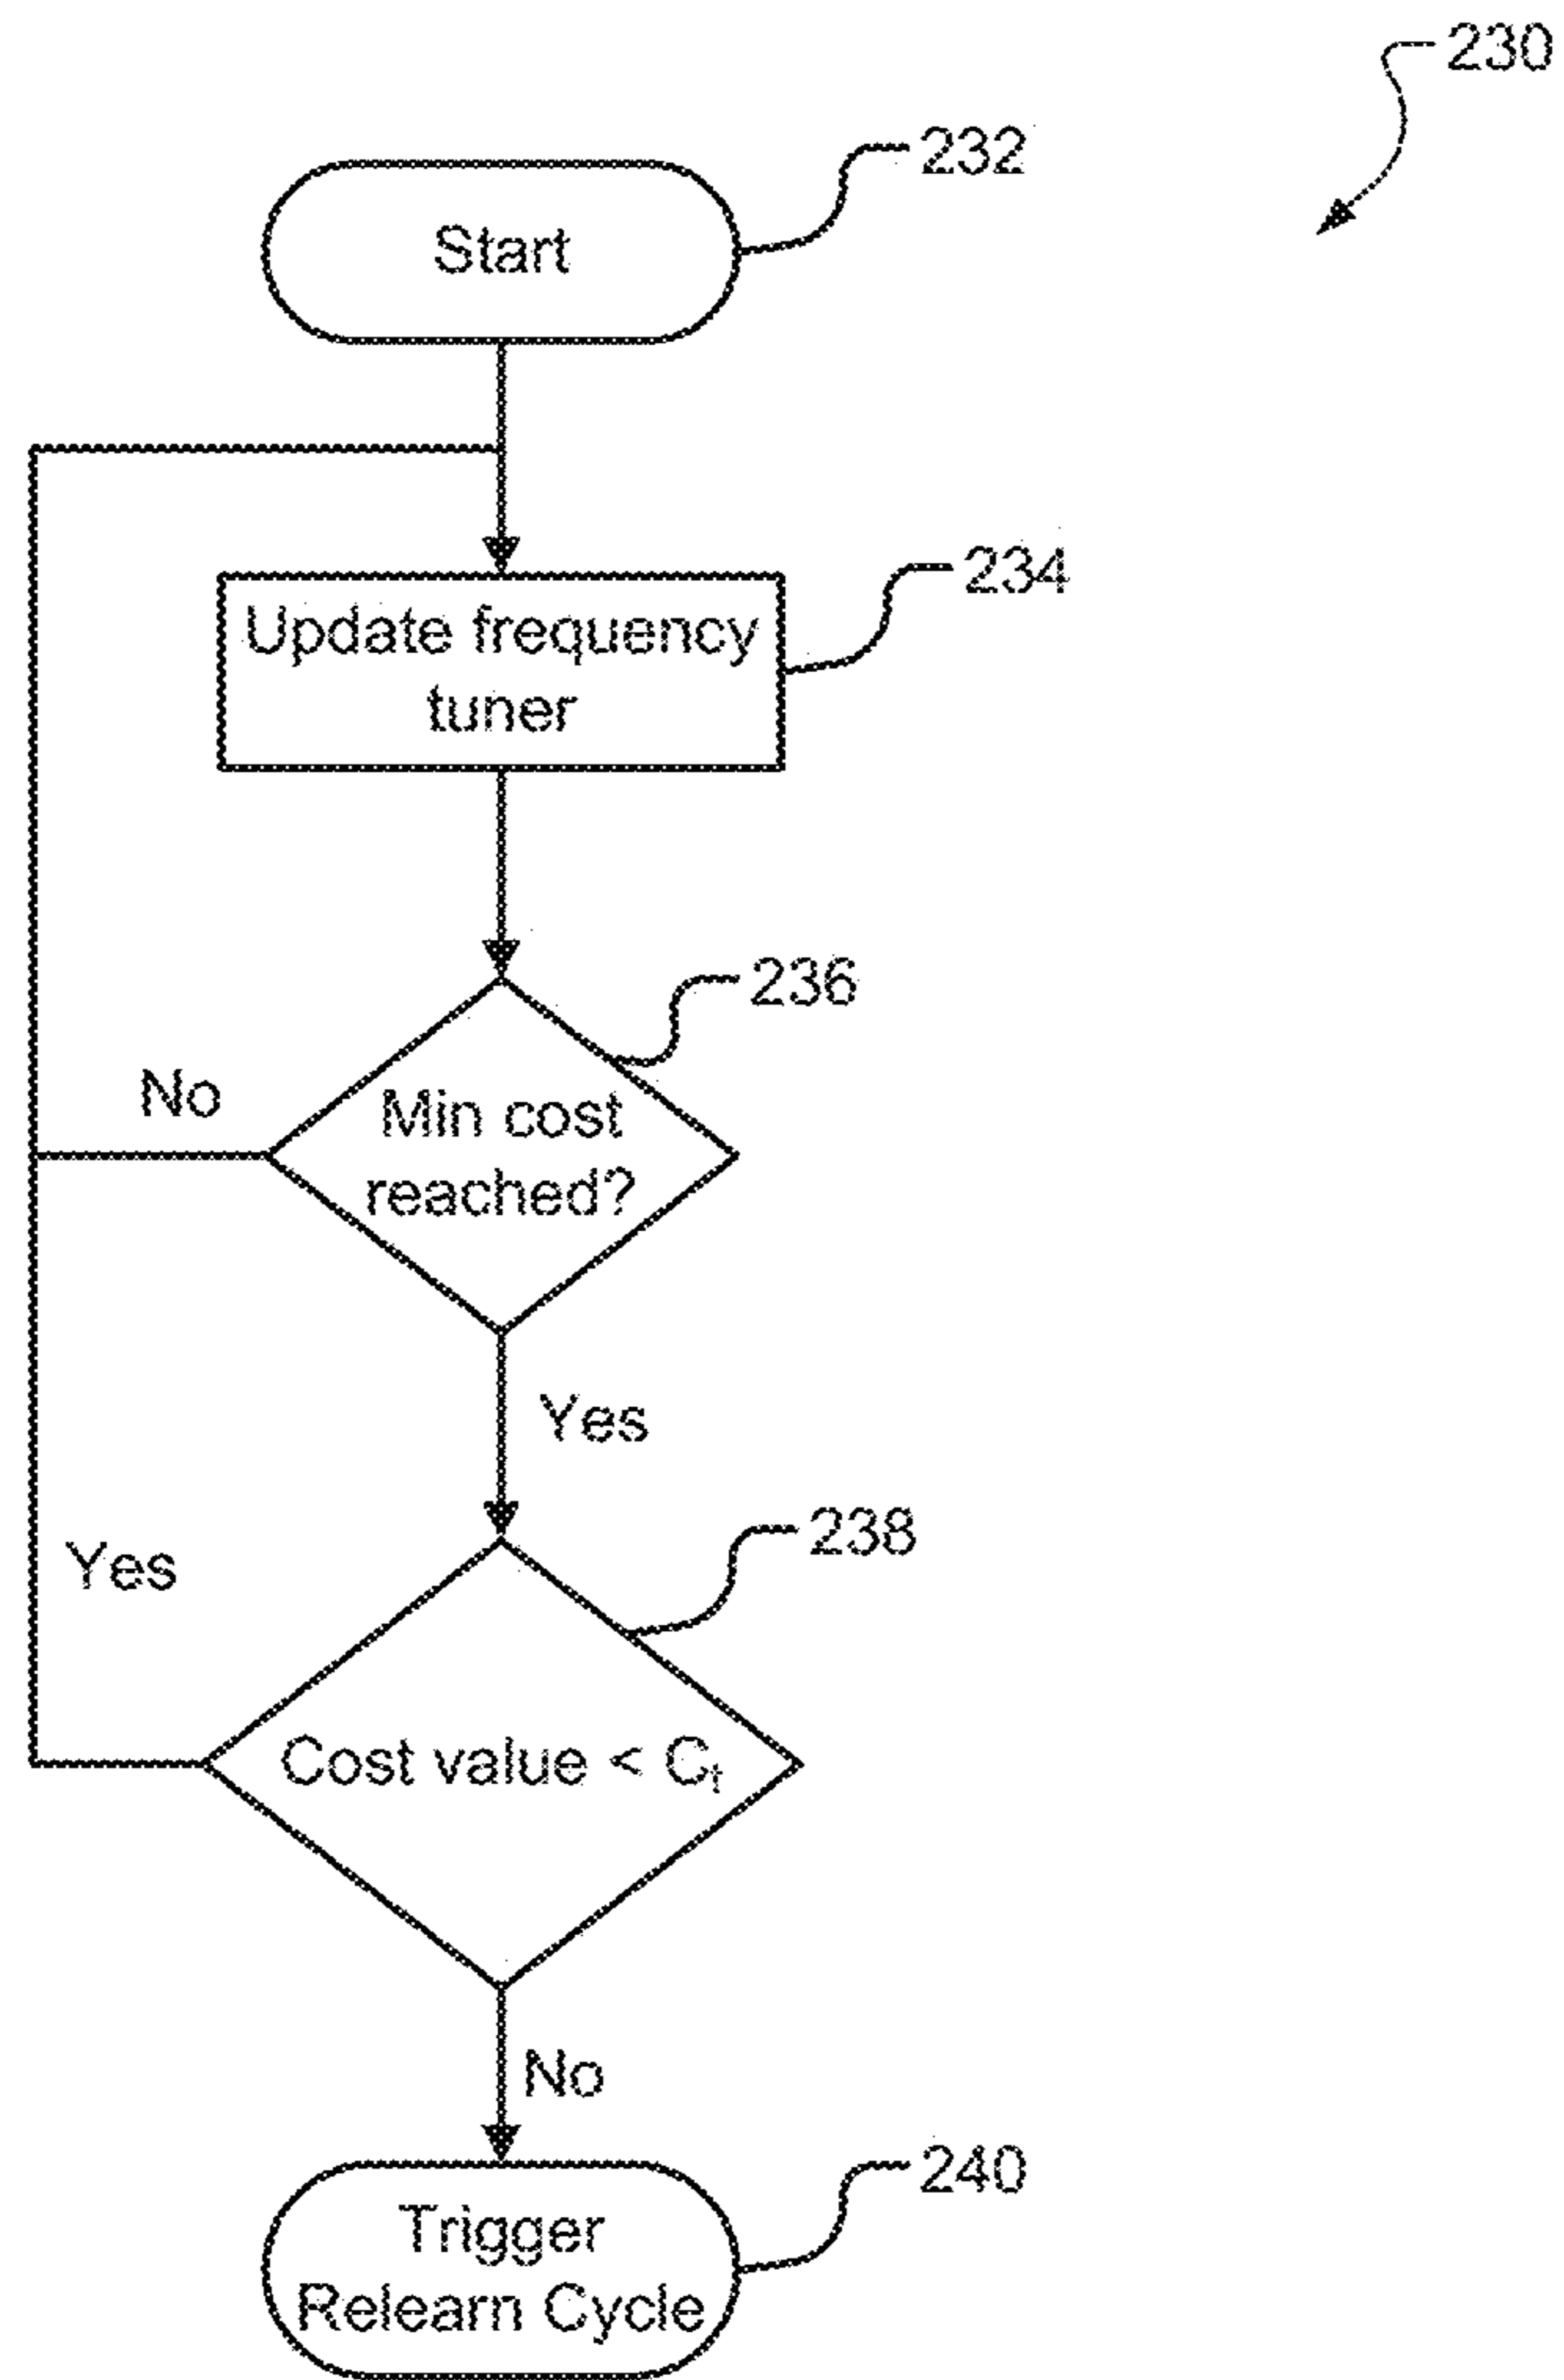 230
232
Start
234
Update frequency
tuner
236
No
Min cost
reached?
Yes
238
Yes
Cost value < Cₜ
No
240
Trigger
Relearn Cycle